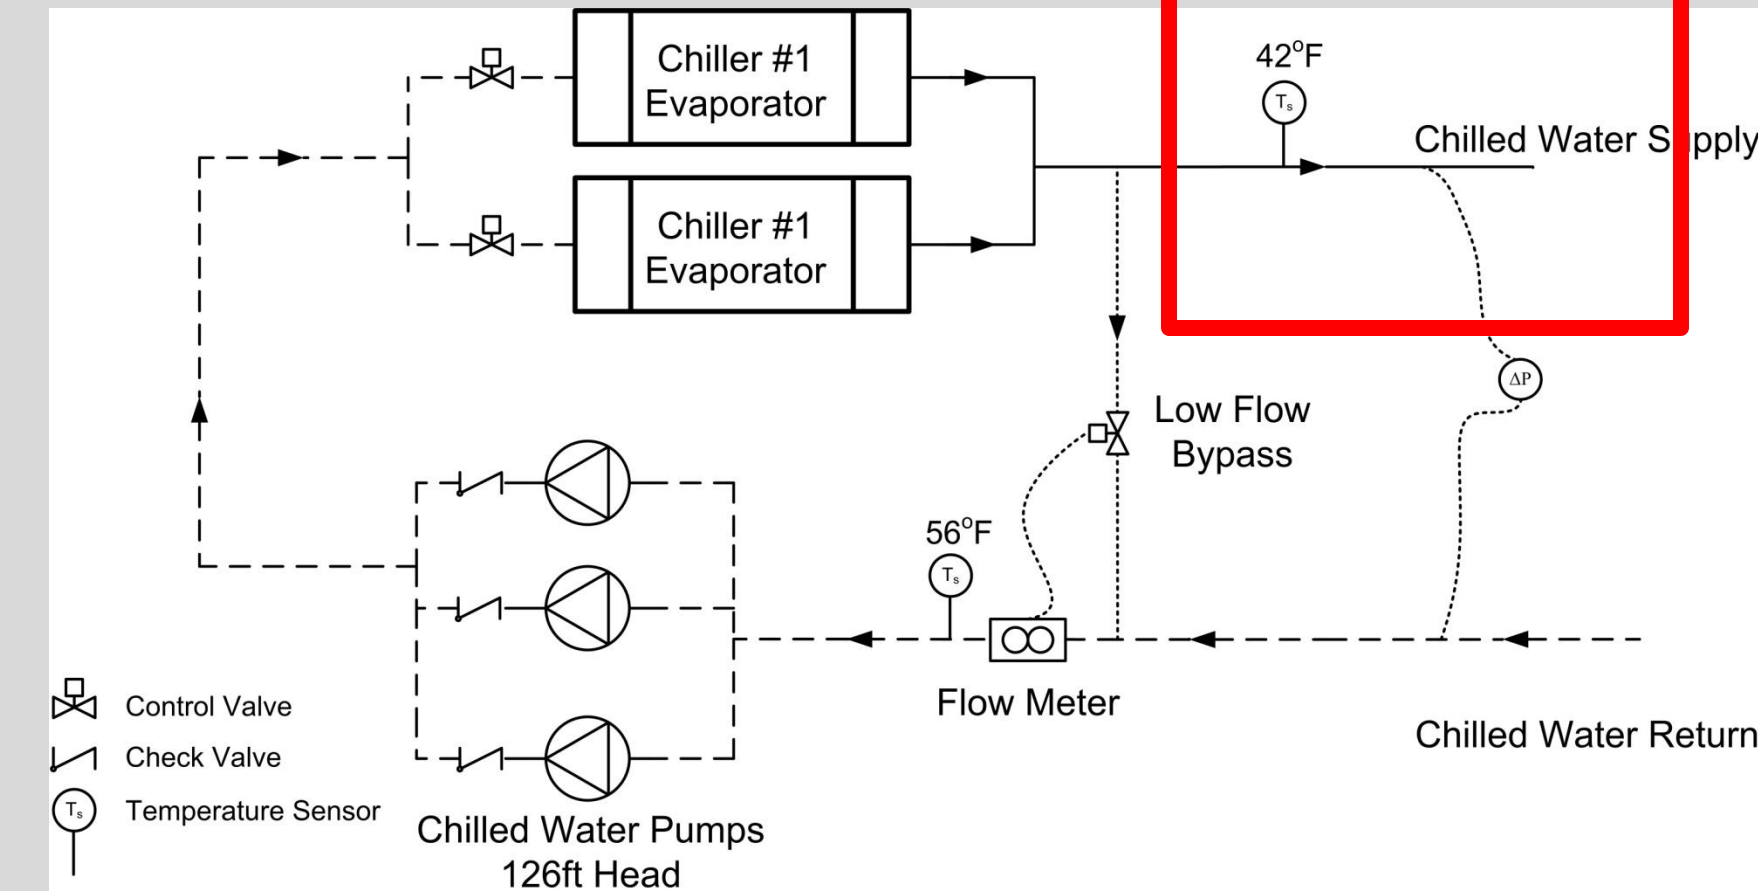 Chiller #1
Evaporator
42°F
Ts
Chilled Water Supply
Chiller #1
Evaporator
ΔP
Low Flow
Bypass
56°F
Ts
Flow Meter
Chilled Water Return
Control Valve
Check Valve
Ts
Temperature Sensor
Chilled Water Pumps
126ft Head